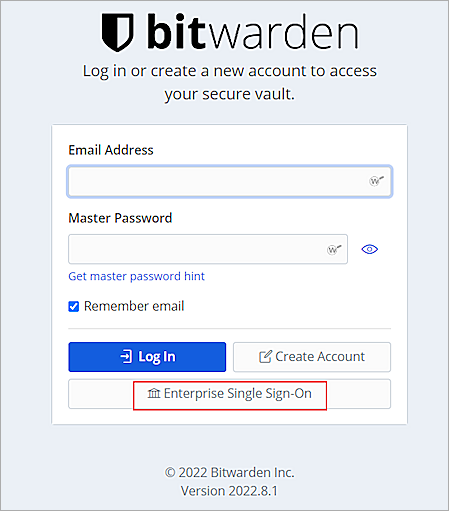 bitwarden
Log in or create a new account to access
your secure vault.
Email Address
Master Password
Get master password hint
Remember email
Log In
Create Account
Enterprise Single Sign-On
© 2022 Bitwarden Inc.
Version 2022.8.1